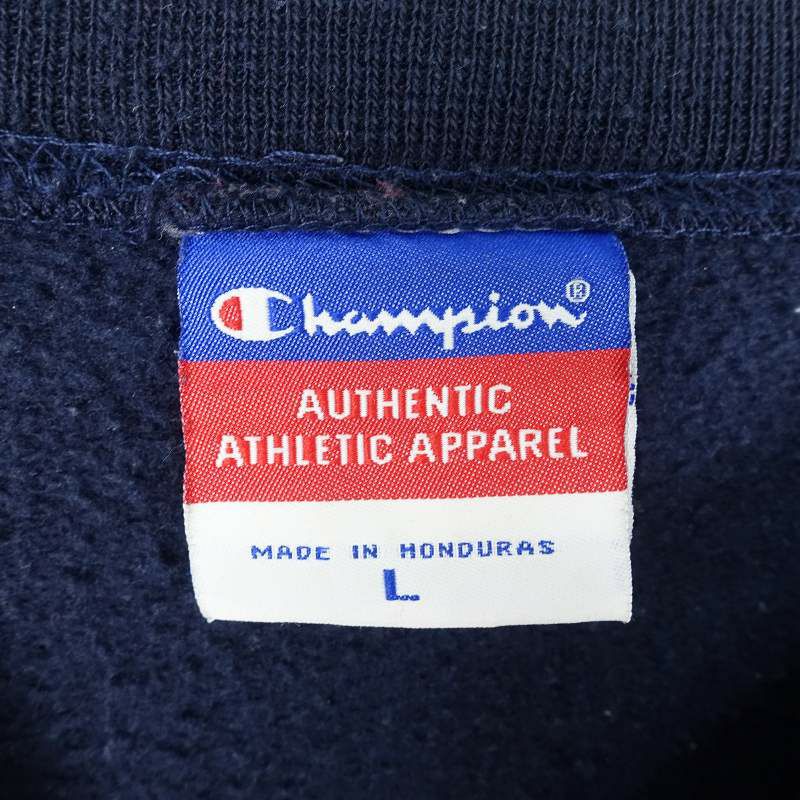 Champion®
AUTHENTIC
ATHLETIC APPAREL
MADE IN HONDURAS
L